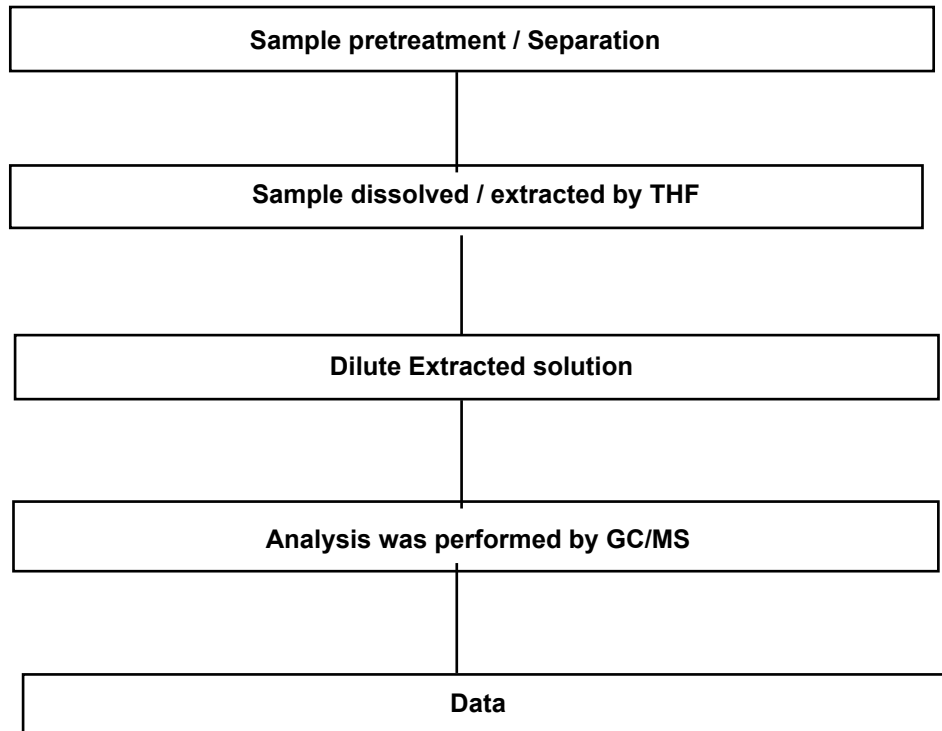 Sample pretreatment / Separation
Sample dissolved / extracted by THF
Dilute Extracted solution
Analysis was performed by GC/MS
Data